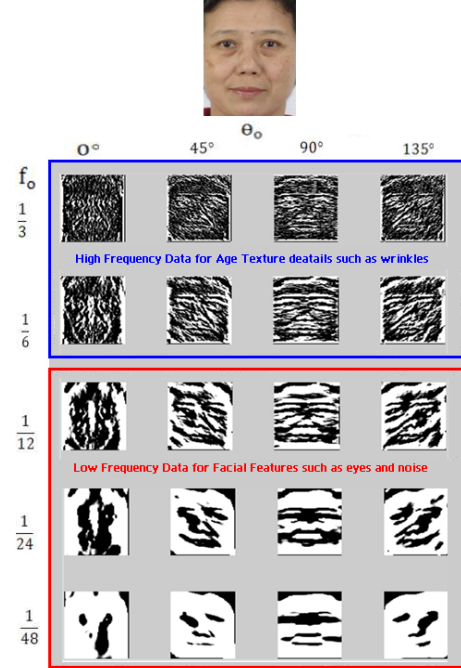 θₒ
0° 45° 90° 135°
fₒ
1/3
High Frequency Data for Age Texture deatails such as wrinkles
1/6
1/12
Low Frequency Data for Facial Features such as eyes and noise
1/24
1/48